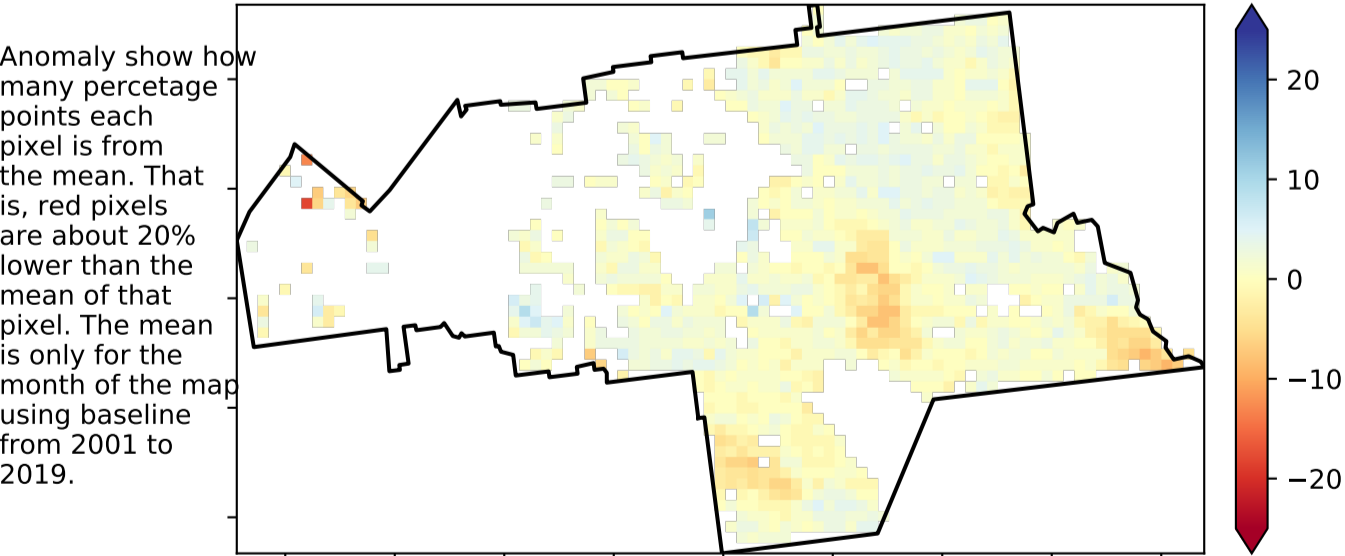 Anomaly show how
many percetage
points each
pixel is from
the mean. That
is, red pixels
are about 20%
lower than the
mean of that
pixel. The mean
is only for the
month of the map
using baseline
from 2001 to
2019.
20
10
0
−10
−20